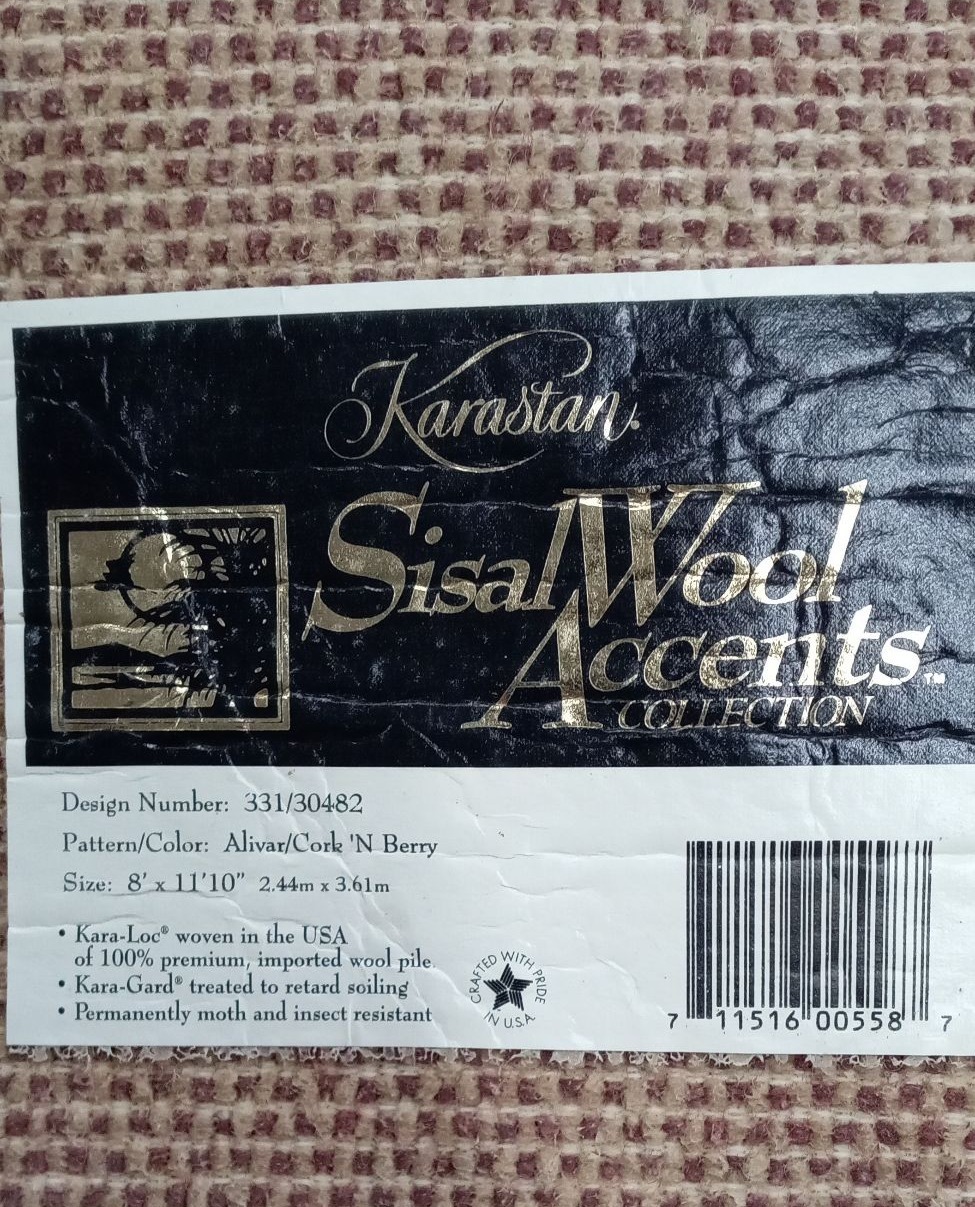 Karastan.
Sisal Wool
Accents™
COLLECTION
Design Number: 331/30482
Pattern/Color: Alivar/Cork 'N Berry
Size: 8' x 11'10" 2.44m x 3.61m
• Kara-Loc® woven in the USA
of 100% premium, imported wool pile.
• Kara-Gard® treated to retard soiling
• Permanently moth and insect resistant
CRAFTED WITH PRIDE
IN U.S.A.
7 11516 00558 7